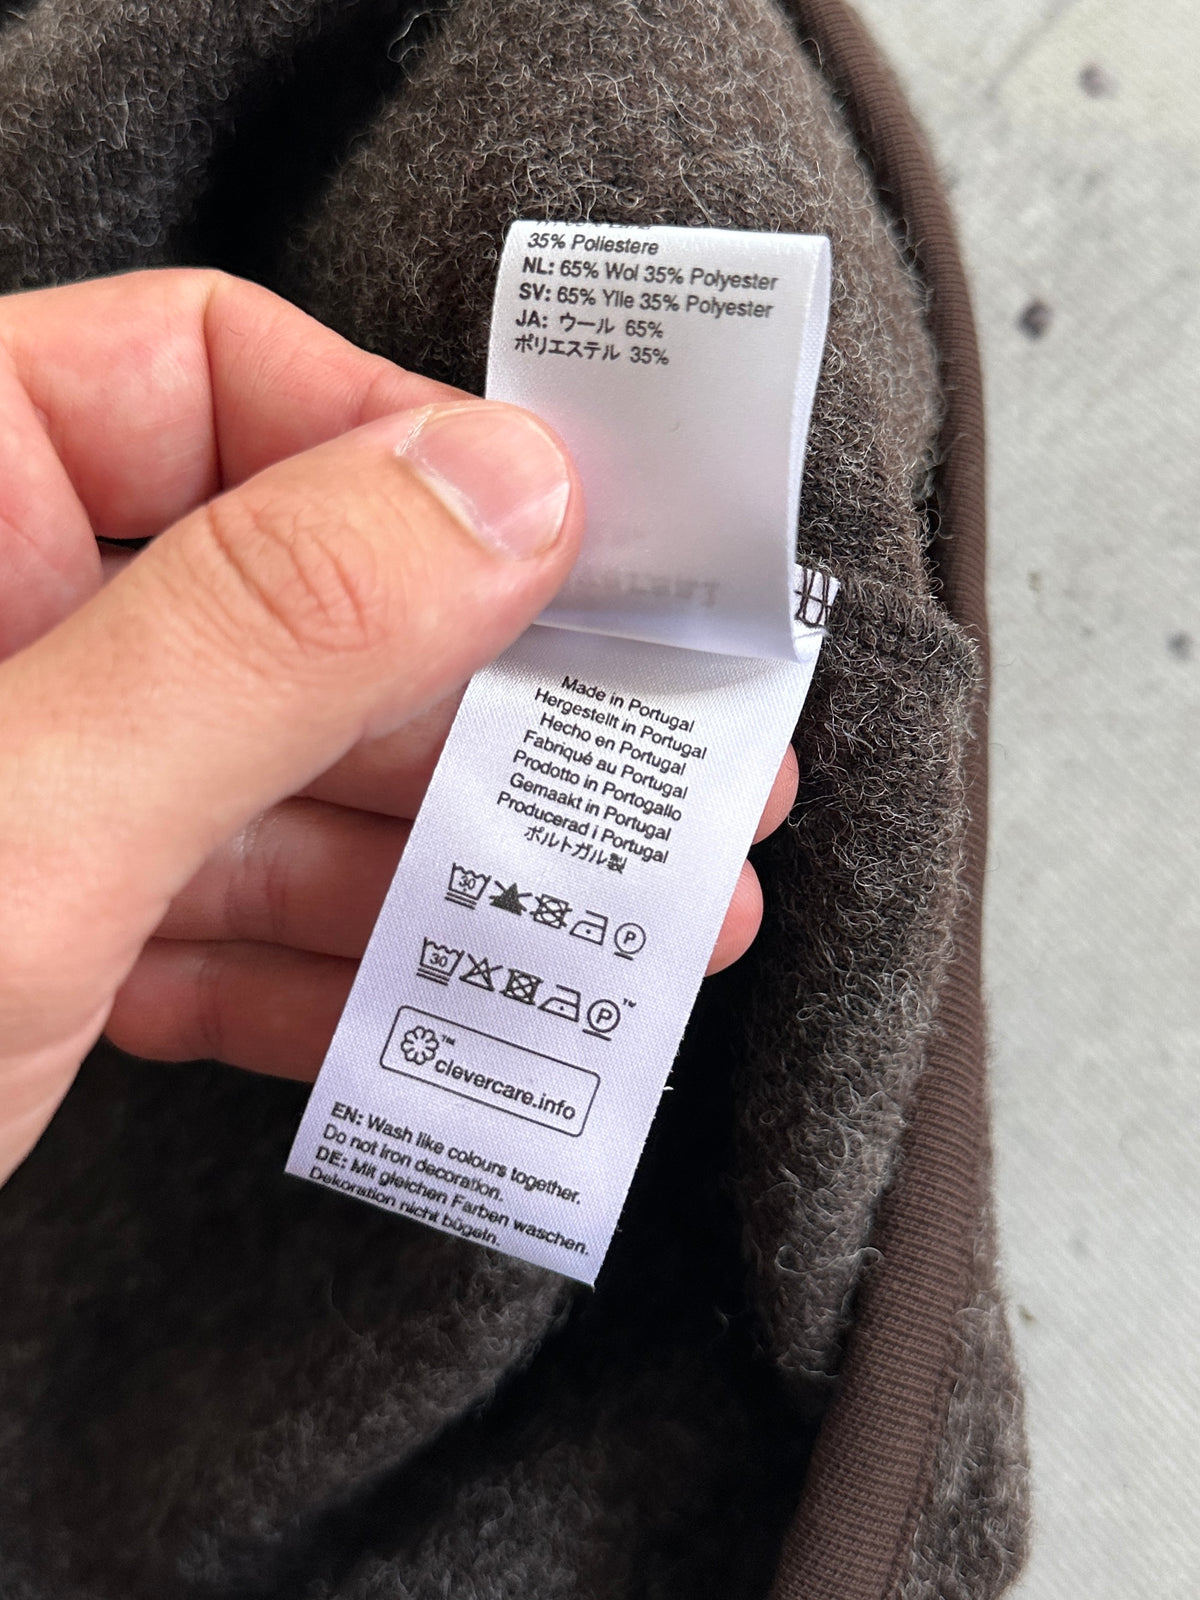 35% Poliestere
NL: 65% Wol 35% Polyester
SV: 65% Ylle 35% Polyester
JA: ウール 65%
ポリエステル 35%
Made in Portugal
Hergestellt in Portugal
Hecho en Portugal
Fabriqué au Portugal
Prodotto in Portogallo
Gemaakt in Portugal
Producerad i Portugal
ポルトガル製
30 P
30 P™
™ clevercare.info
EN: Wash like colours together.
Do not iron decoration.
DE: Mit gleichen Farben waschen.
Dekoration nicht bügeln.